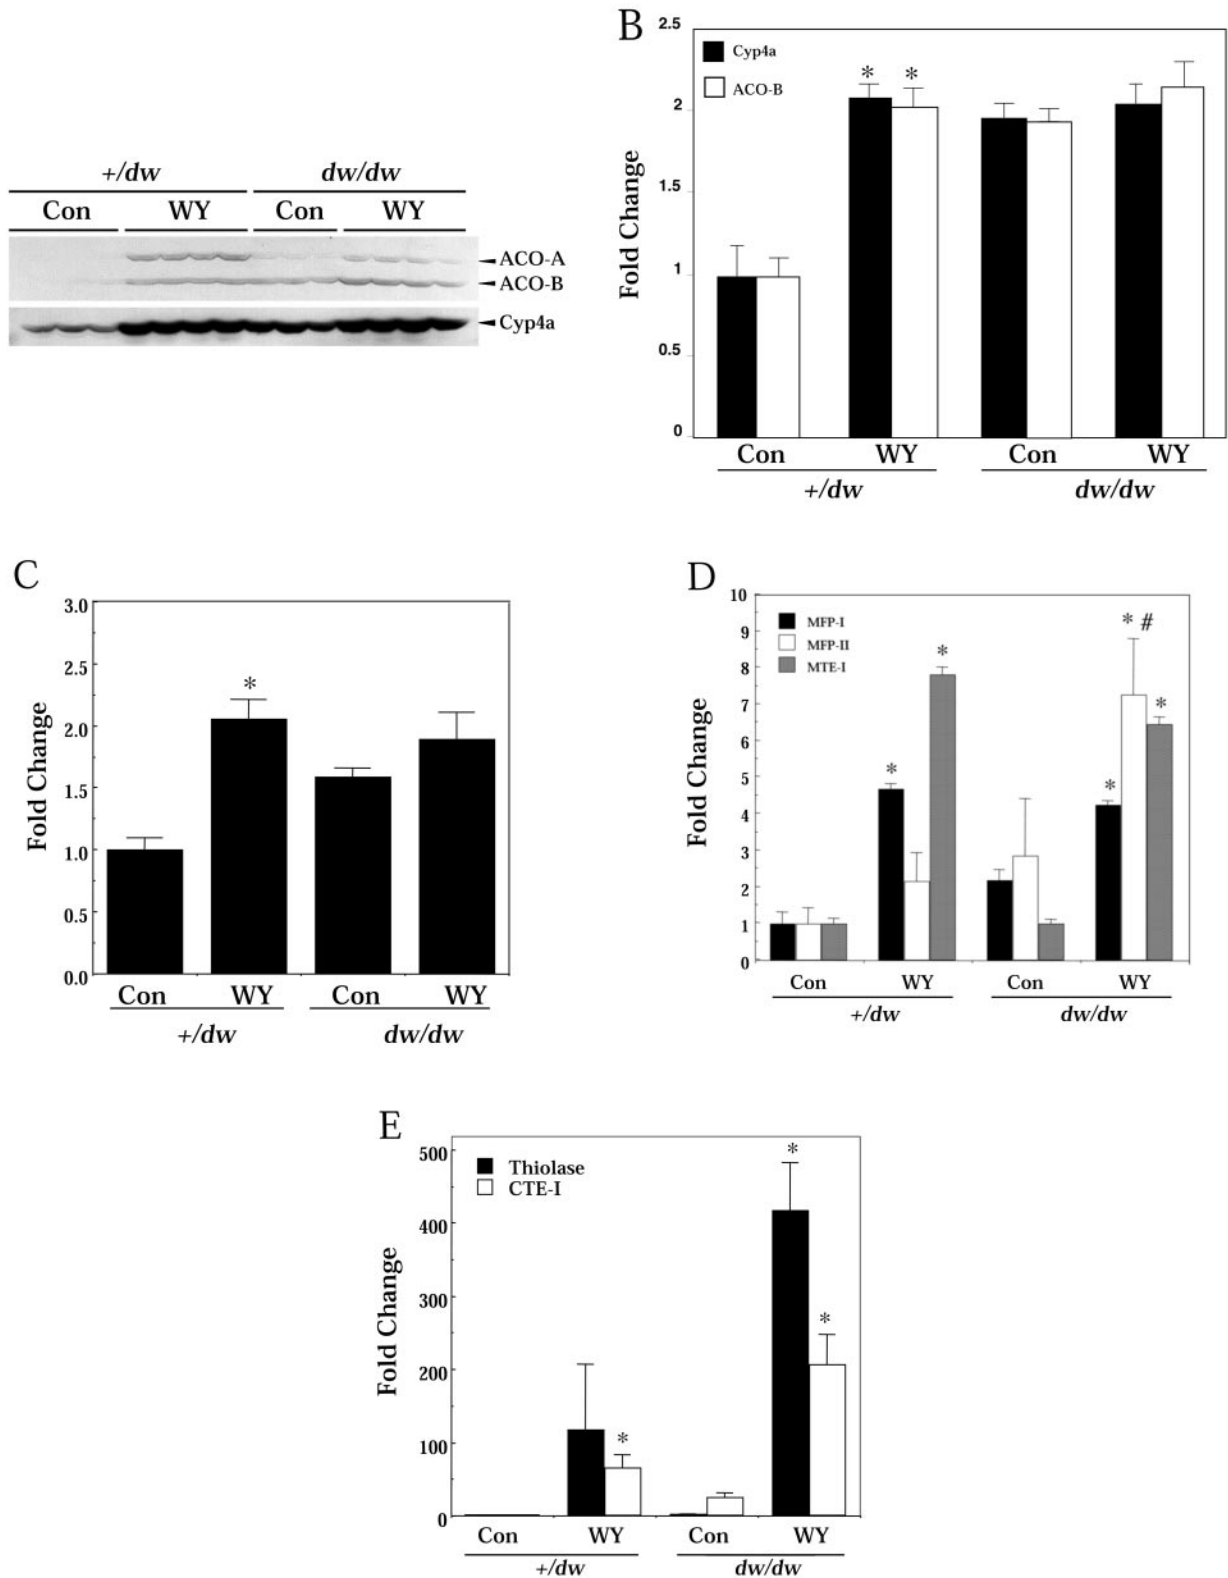 +/dw dw/dw
Con WY Con WY
ACO-A
ACO-B
Cyp4a
B
2.5
2
1.5
1
0.5
0
Fold Change
Cyp4a
ACO-B
* *
Con WY Con WY
+/dw dw/dw
C
3.0
2.5
2.0
1.5
1.0
0.5
0.0
Fold Change
*
Con WY Con WY
+/dw dw/dw
D
10
9
8
7
6
5
4
3
2
1
0
Fold Change
MFP-I
MFP-II
MTE-I
* #
*
*
*
*
Con WY Con WY
+/dw dw/dw
E
500
400
300
200
100
0
Fold Change
Thiolase
CTE-I
*
*
*
Con WY Con WY
+/dw dw/dw